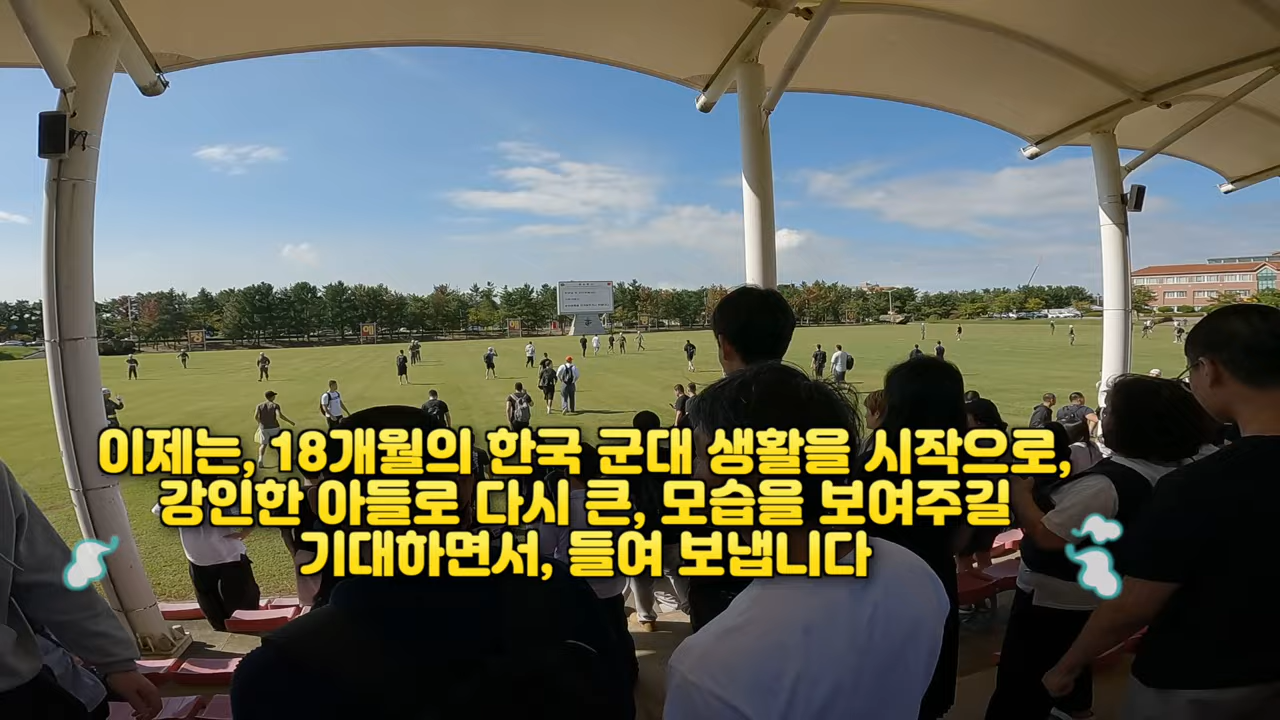 이제는, 18개월의 한국 군대 생활을 시작으로,
강인한 아들로 다시 큰, 모습을 보여주길
기대하면서, 들여 보냅니다